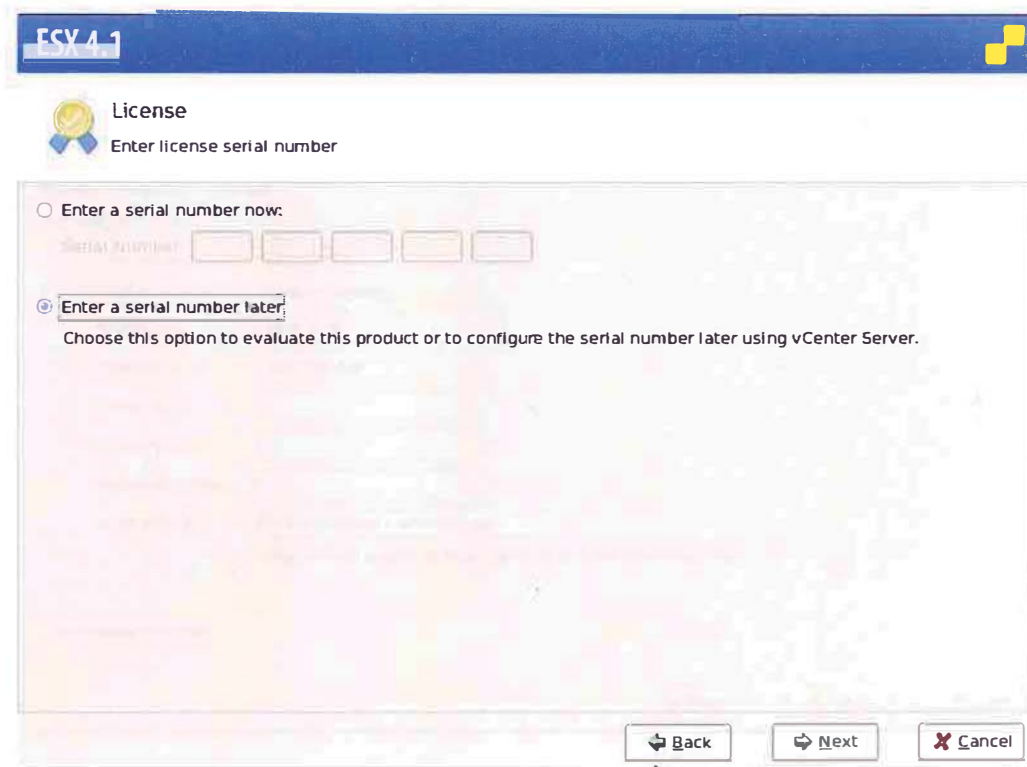 ESX 4.1
License
Enter license serial number
Enter a serial number now:
Serial Number
Enter a serial number later
Choose this option to evaluate this product or to configure the serial number later using vCenter Server.
Back
Next
Cancel